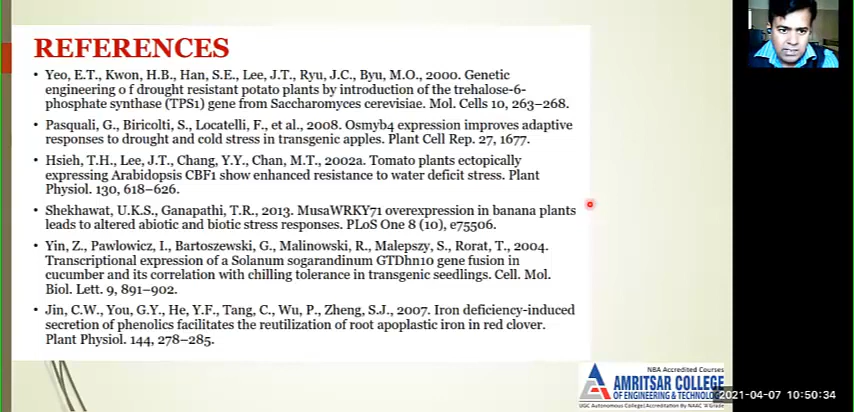 REFERENCES
• Yeo, E.T., Kwon, H.B., Han, S.E., Lee, J.T., Ryu, J.C., Byu, M.O., 2000. Genetic
engineering o f drought resistant potato plants by introduction of the trehalose-6-
phosphate synthase (TPS1) gene from Saccharomyces cerevisiae. Mol. Cells 10, 263–268.
• Pasquali, G., Biricolti, S., Locatelli, F., et al., 2008. Osmyb4 expression improves adaptive
responses to drought and cold stress in transgenic apples. Plant Cell Rep. 27, 1677.
• Hsieh, T.H., Lee, J.T., Chang, Y.Y., Chan, M.T., 2002a. Tomato plants ectopically
expressing Arabidopsis CBF1 show enhanced resistance to water deficit stress. Plant
Physiol. 130, 618–626.
• Shekhawat, U.K.S., Ganapathi, T.R., 2013. MusaWRKY71 overexpression in banana plants
leads to altered abiotic and biotic stress responses. PLoS One 8 (10), e75506.
• Yin, Z., Pawłowicz, I., Bartoszewski, G., Malinowski, R., Malepszy, S., Rorat, T., 2004.
Transcriptional expression of a Solanum sogarandinum GTDhn10 gene fusion in
cucumber and its correlation with chilling tolerance in transgenic seedlings. Cell. Mol.
Biol. Lett. 9, 891–902.
• Jin, C.W., You, G.Y., He, Y.F., Tang, C., Wu, P., Zheng, S.J., 2007. Iron deficiency-induced
secretion of phenolics facilitates the reutilization of root apoplastic iron in red clover.
Plant Physiol. 144, 278–285.
NBA Accredited Courses
AMRITSAR COLLEGE
OF ENGINEERING & TECHNOLOGY
UGC Autonomous College|Accreditation By NAAC 'A' Grade
2021-04-07 10:50:34